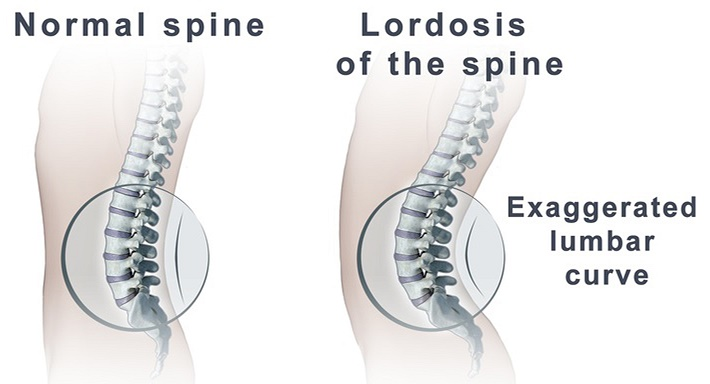 Normal spine
Lordosis
of the spine
Exaggerated
lumbar
curve